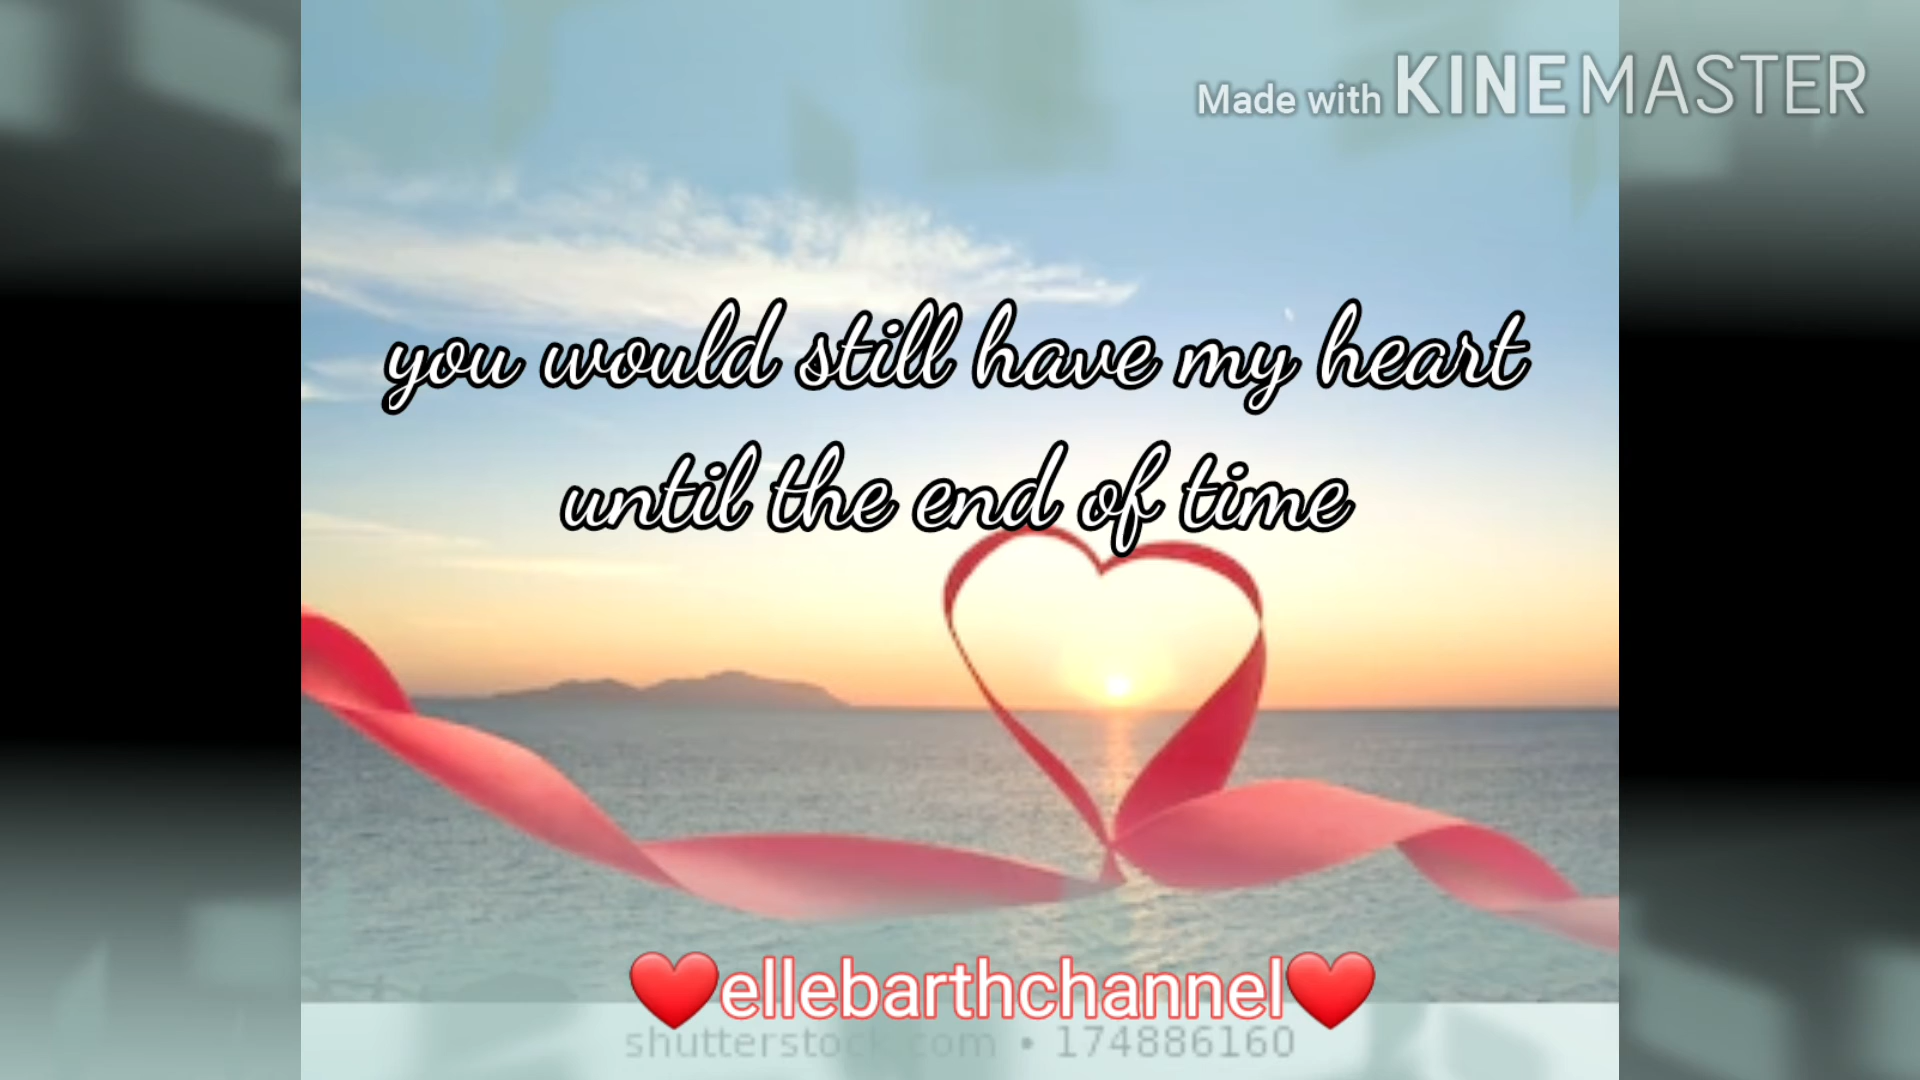 Made with KINEMASTER
you would still have my heart
until the end of time
❤ellebarthchannel❤
shutterstock.com • 174886160